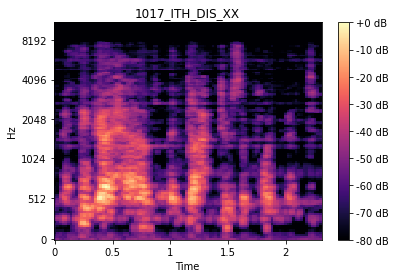 1017_ITH_DIS_XX
+0 dB
8192
-10 dB
4096
-20 dB
-30 dB
2048
Hz
-40 dB
1024
-50 dB
512
-60 dB
-70 dB
0
-80 dB
0 0.5 1 1.5 2
Time